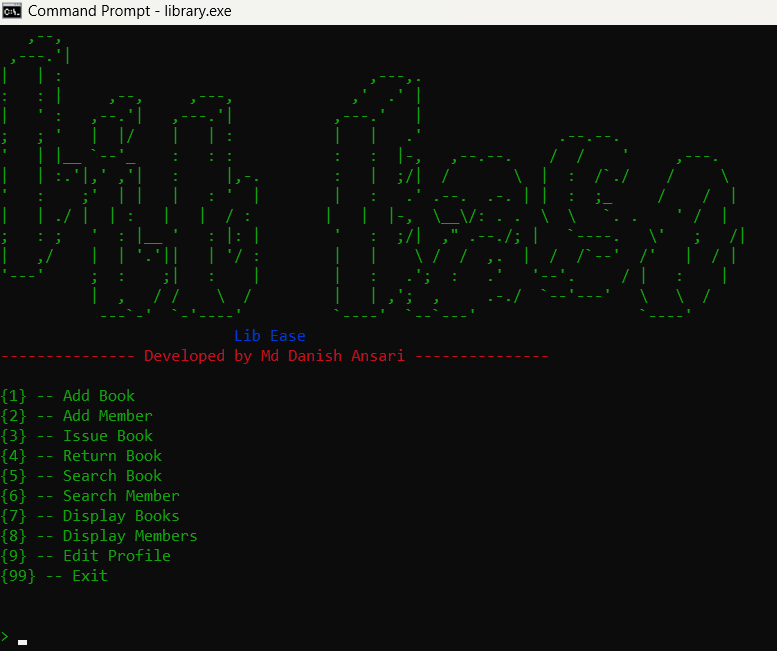 Command Prompt - library.exe
Lib Ease
--------------- Developed by Md Danish Ansari ---------------
{1} -- Add Book
{2} -- Add Member
{3} -- Issue Book
{4} -- Return Book
{5} -- Search Book
{6} -- Search Member
{7} -- Display Books
{8} -- Display Members
{9} -- Edit Profile
{99} -- Exit
>